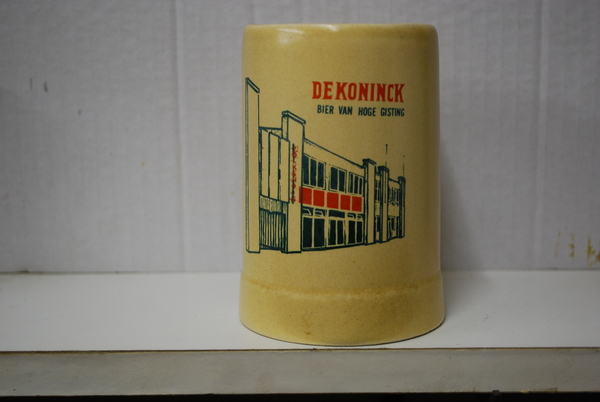 DE KONINCK
BIER VAN HOGE GISTING